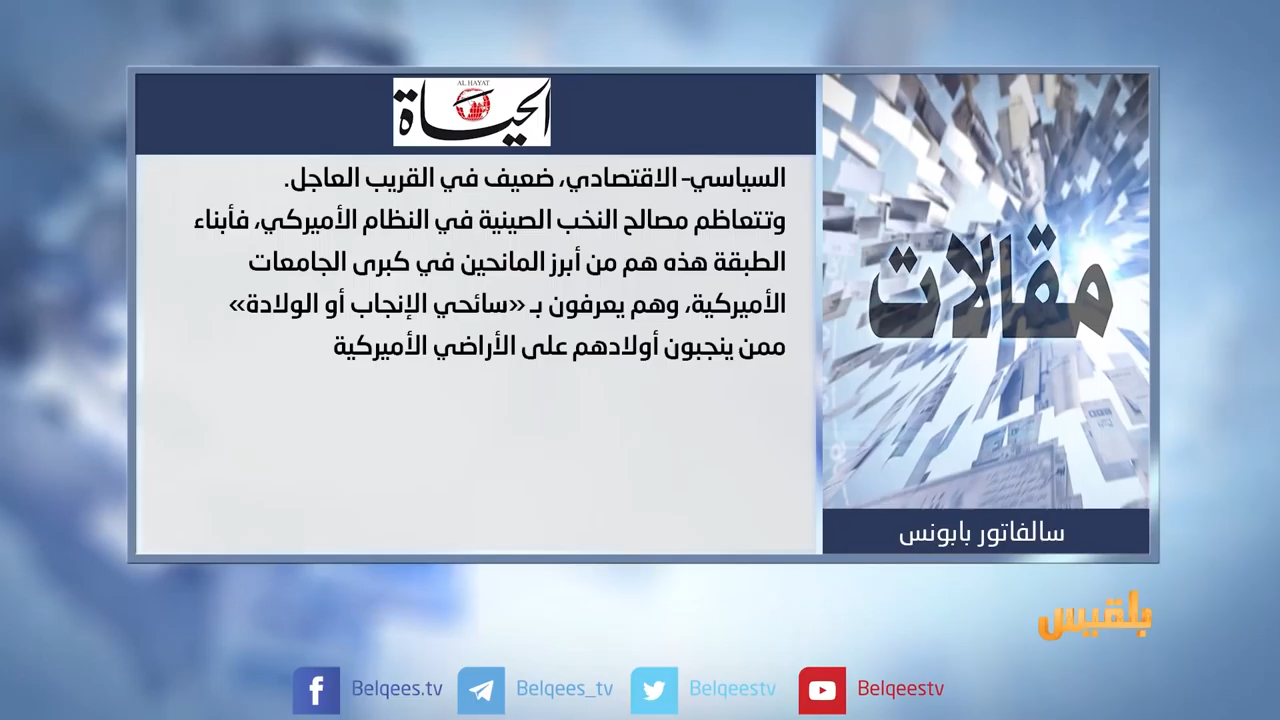 AL HAYAT
الحياة
السياسي- الاقتصادي، ضعيف في القريب العاجل.
وتتعاظم مصالح النخب الصينية في النظام الأميركي، فأبناء
الطبقة هذه هم من أبرز المانحين في كبرى الجامعات
الأميركية، وهم يعرفون بـ «سائحي الإنجاب أو الولادة»
ممن ينجبون أولادهم على الأراضي الأميركية
مقالات
سالفاتور بابونس
بلقيس
Belqees.tv
Belqees_tv
Belqeestv
Belqeestv